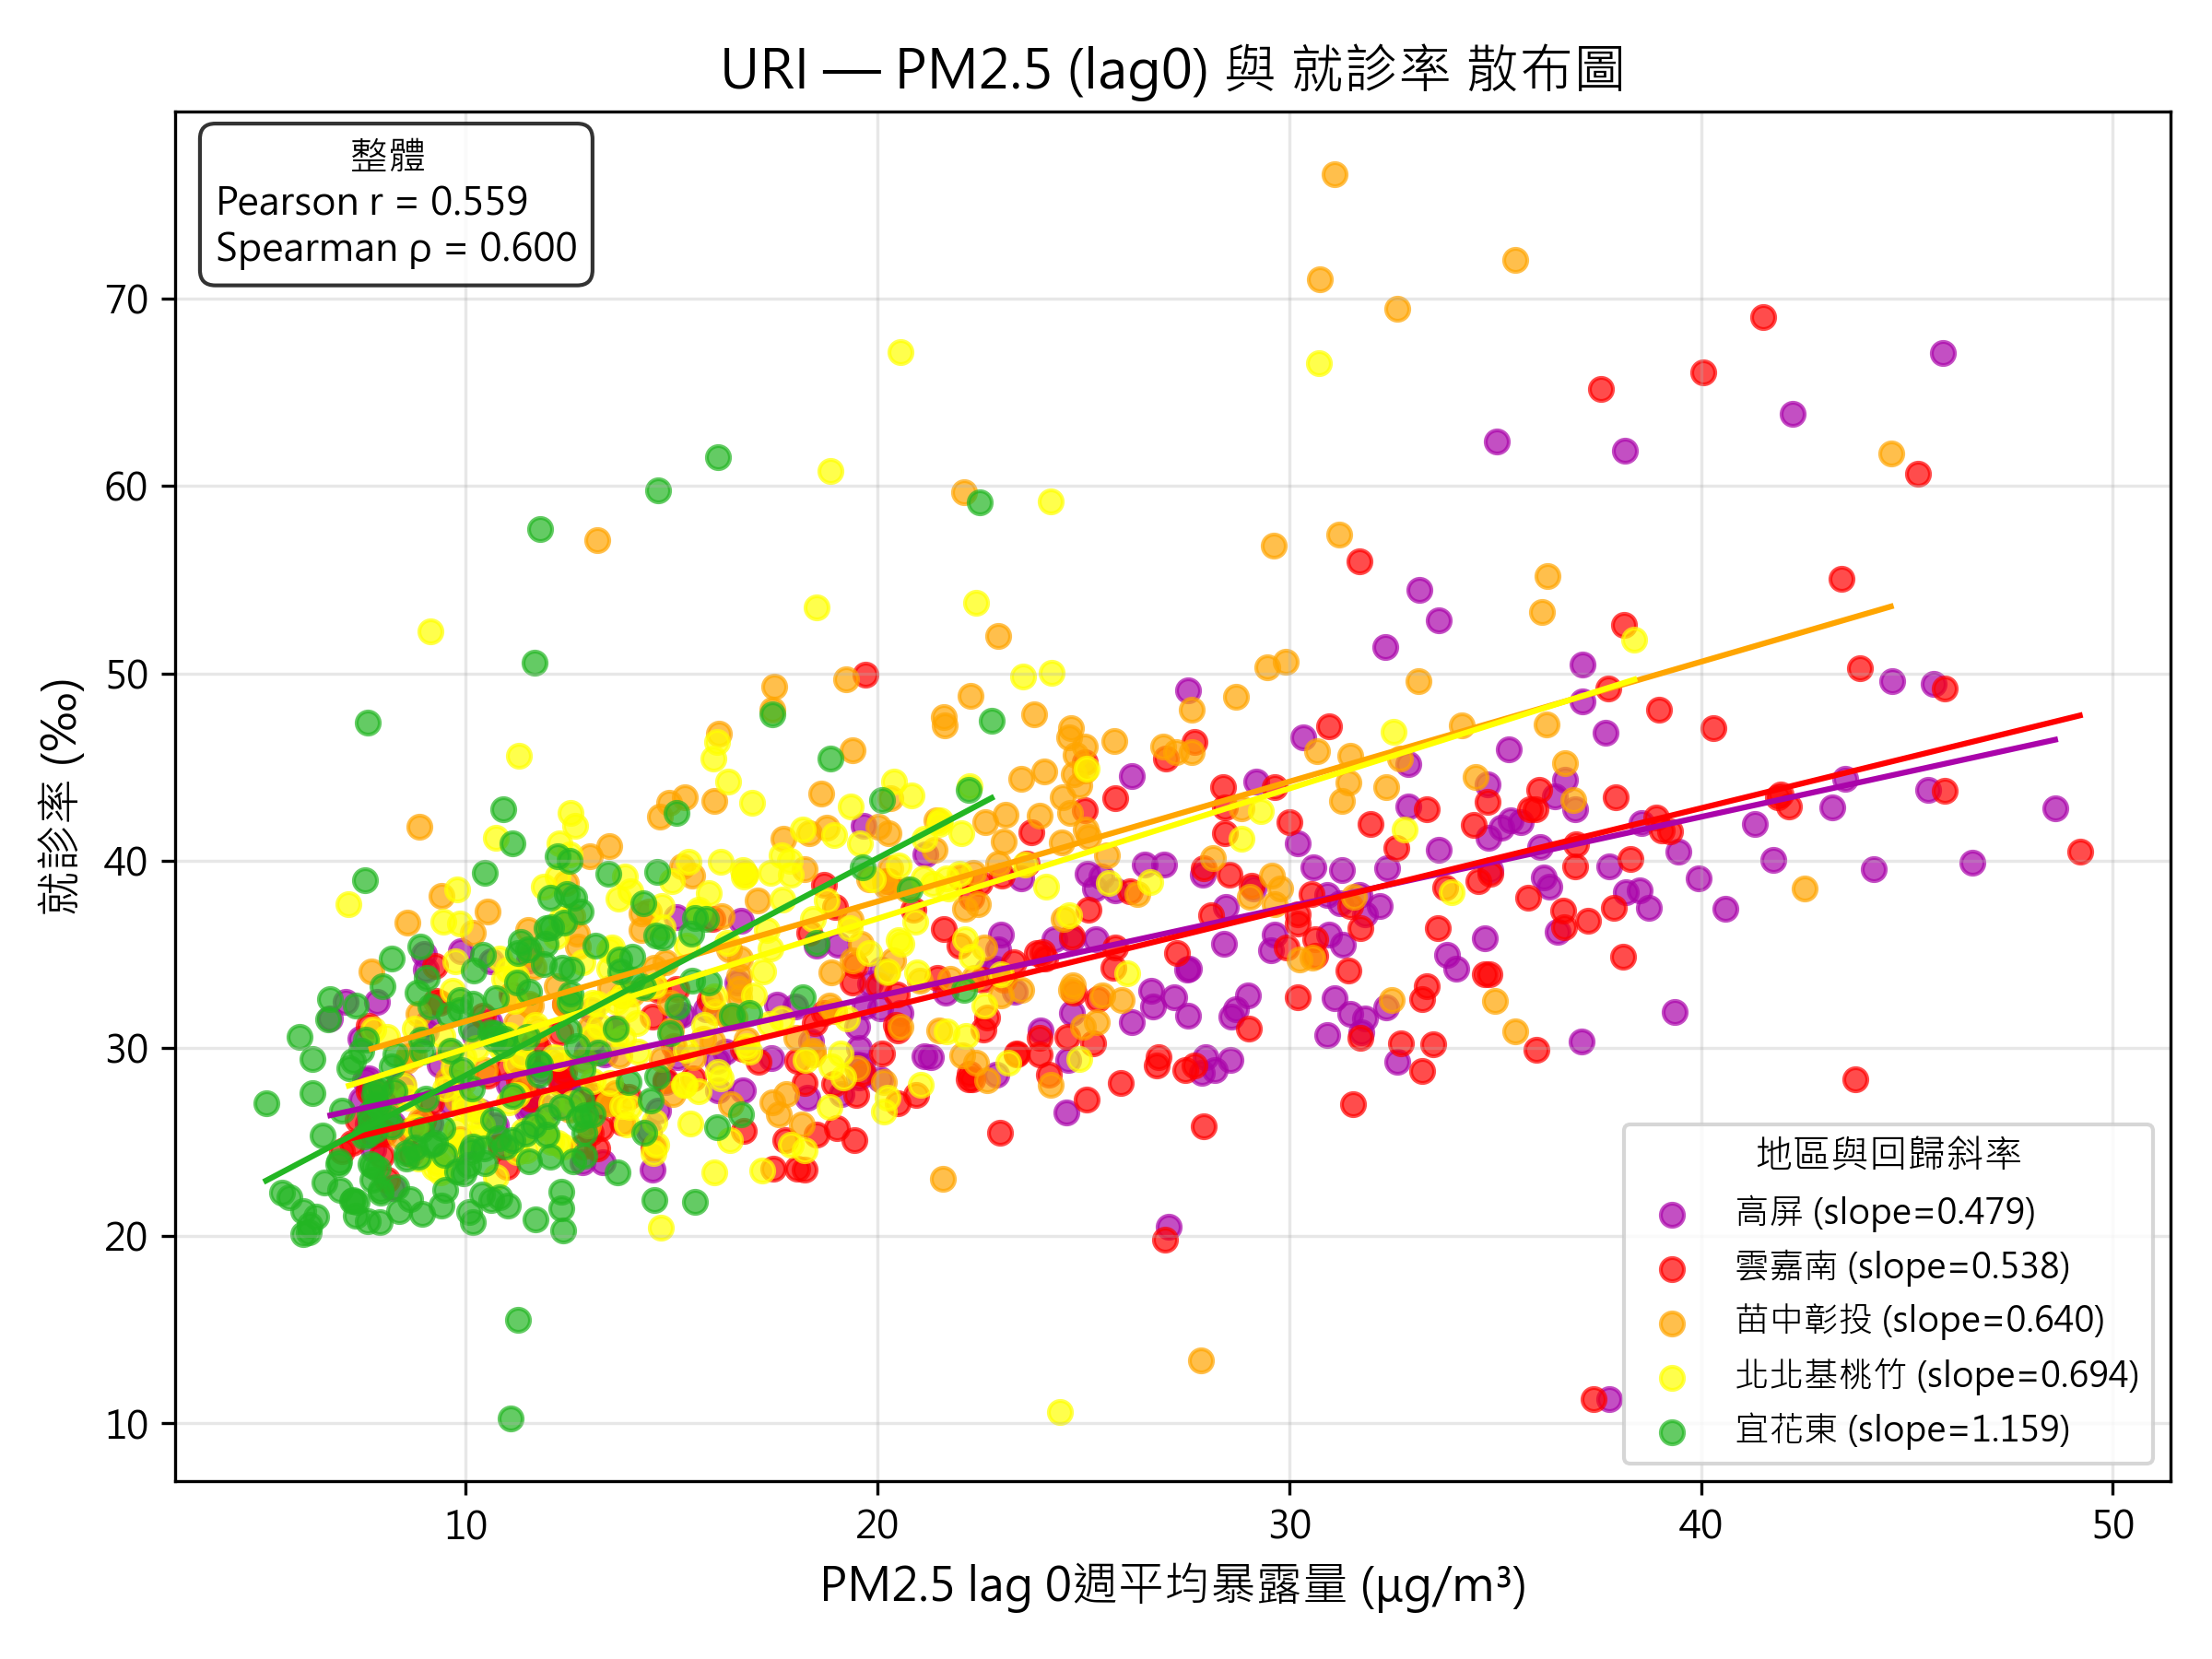 URI — PM2.5 (lag0) 與 就診率 散布圖
整體
Pearson r = 0.559
Spearman ρ = 0.600
就診率 (‰)
70
60
50
40
30
20
10
地區與回歸斜率
高屏 (slope=0.479)
雲嘉南 (slope=0.538)
苗中彰投 (slope=0.640)
北北基桃竹 (slope=0.694)
宜花東 (slope=1.159)
10 20 30 40 50
PM2.5 lag 0週平均暴露量 (μg/m³)